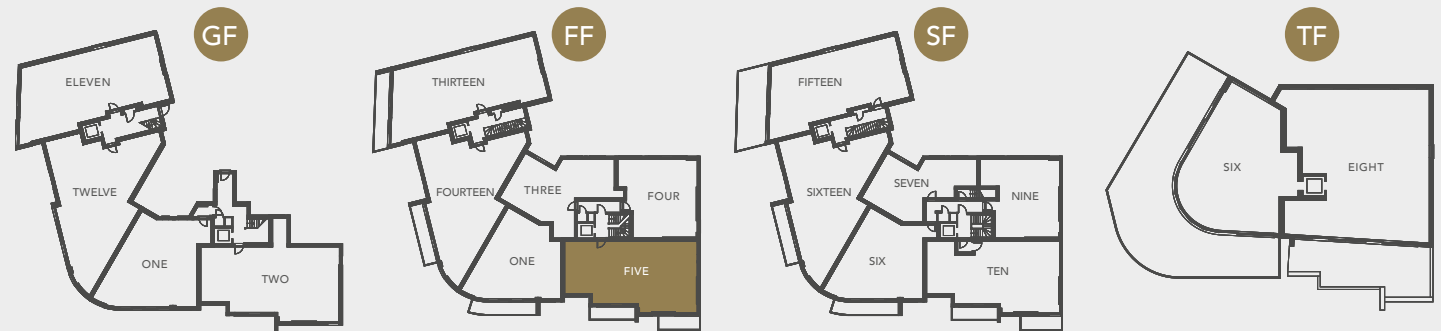 GF
ELEVEN
TWELVE
ONE
TWO
FF
THIRTEEN
FOURTEEN
THREE
FOUR
ONE
FIVE
SF
FIFTEEN
SIXTEEN
SEVEN
NINE
SIX
TEN
TF
SIX
EIGHT